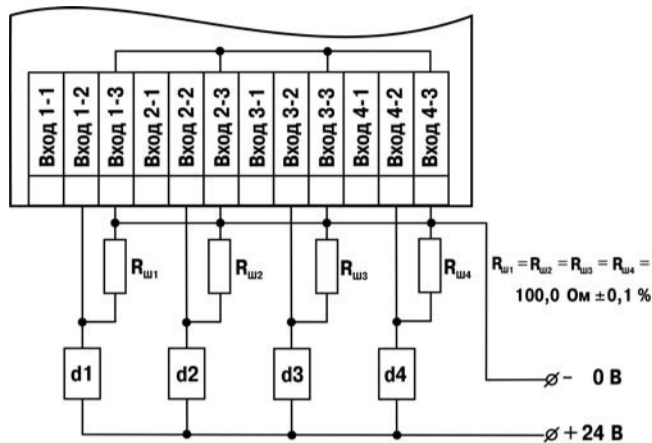 Вход 1-1
Вход 1-2
Вход 1-3
Вход 2-1
Вход 2-2
Вход 2-3
Вход 3-1
Вход 3-2
Вход 3-3
Вход 4-1
Вход 4-2
Вход 4-3
Rш1
Rш2
Rш3
Rш4
Rш1 = Rш2 = Rш3 = Rш4 =
100,0 Ом ±0,1 %
d1
d2
d3
d4
- 0 В
+ 24 В